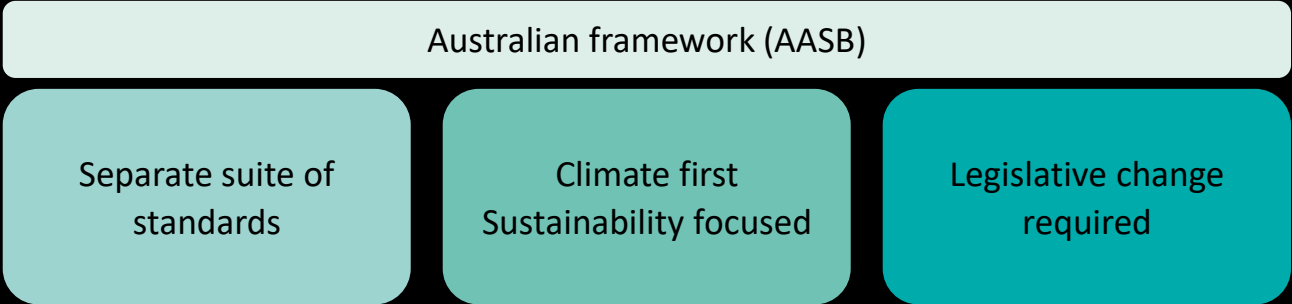 Australian framework (AASB)
Separate suite of
standards
Climate first
Sustainability focused
Legislative change
required